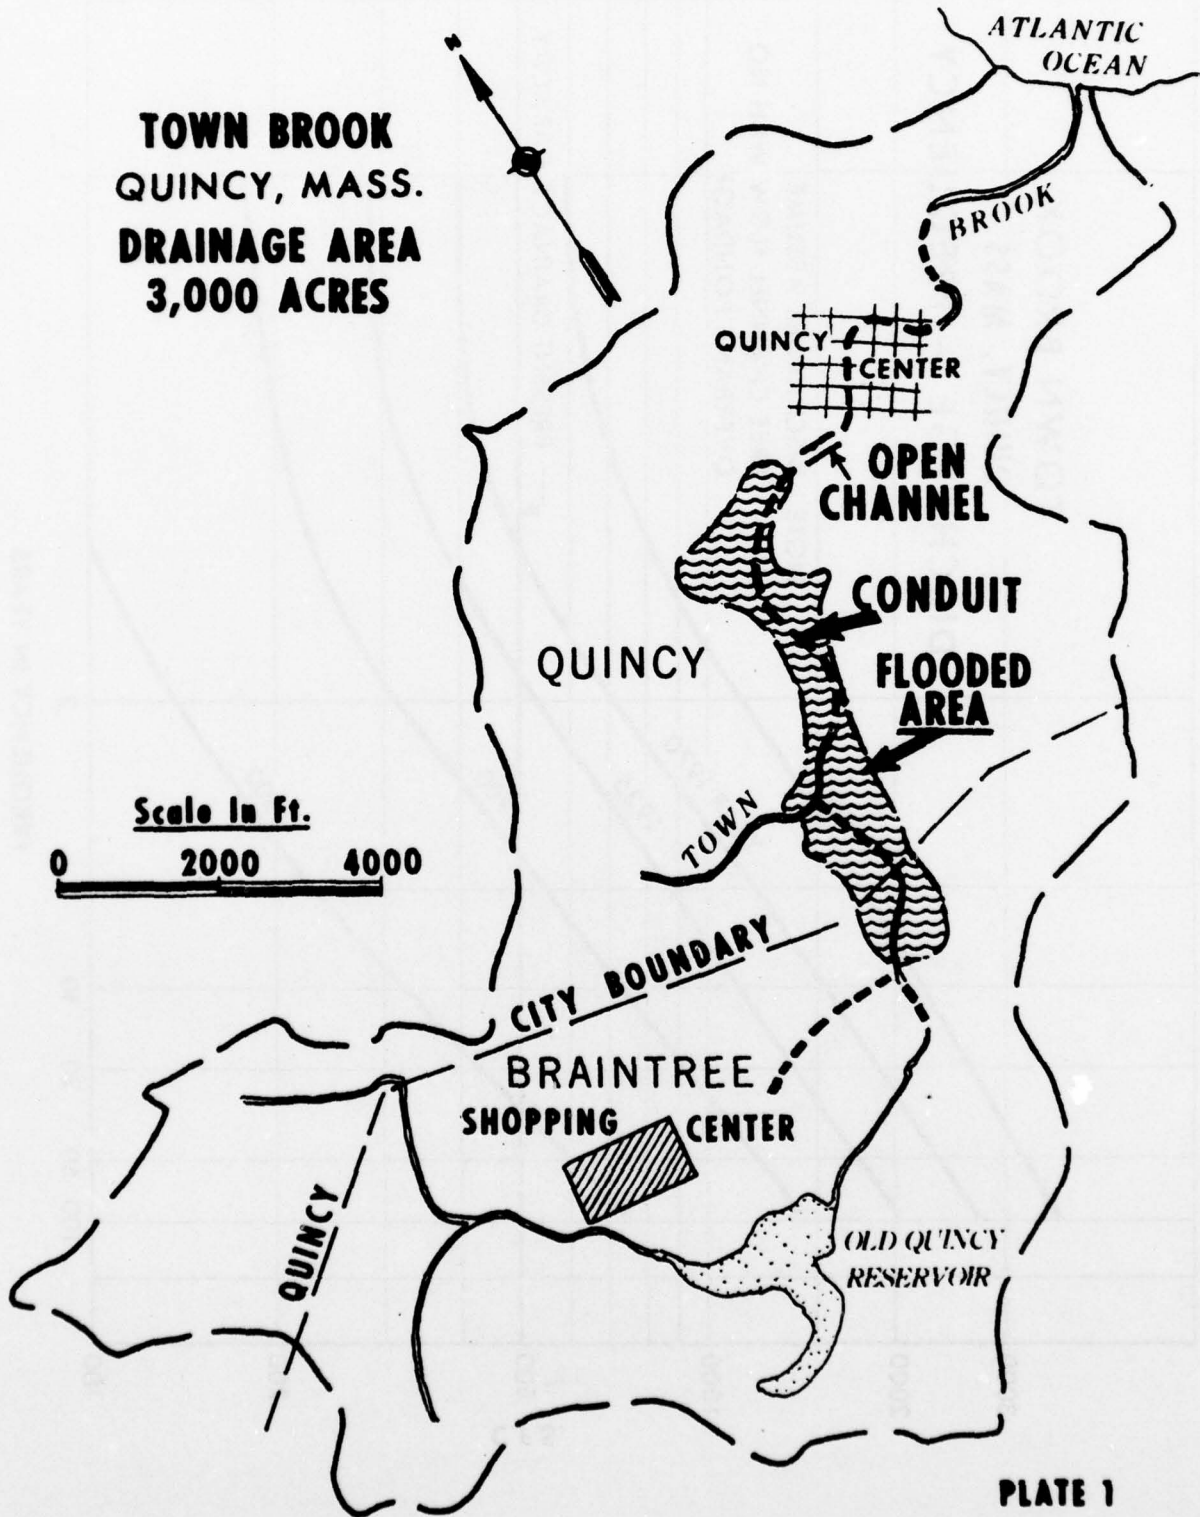 ATLANTIC
OCEAN
N
TOWN BROOK
QUINCY, MASS.
DRAINAGE AREA
3,000 ACRES
BROOK
QUINCY
CENTER
OPEN
CHANNEL
CONDUIT
QUINCY
FLOODED
AREA
Scale In Ft.
0 2000 4000
TOWN
CITY BOUNDARY
BRAINTREE
SHOPPING CENTER
QUINCY
OLD QUINCY
RESERVOIR
PLATE 1